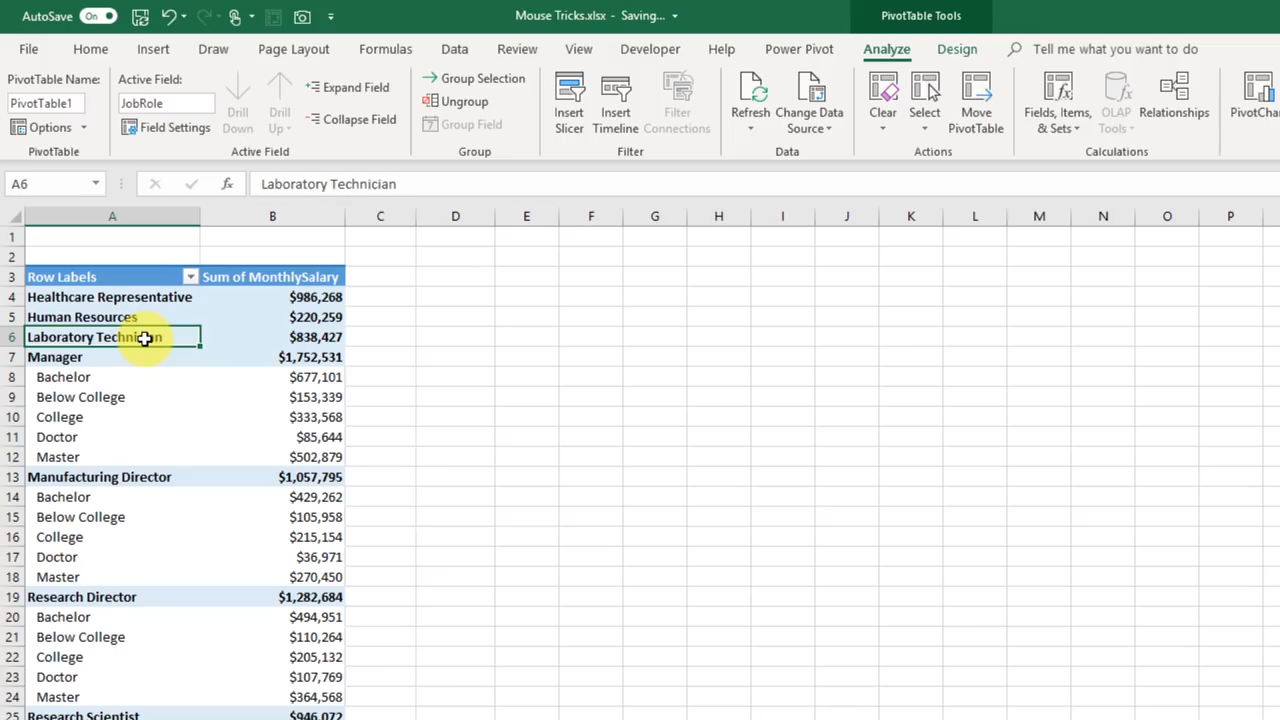 AutoSave On Mouse Tricks.xlsx - Saving... PivotTable Tools
File Home Insert Draw Page Layout Formulas Data Review View Developer Help Power Pivot Analyze Design Tell me what you want to do
PivotTable Name: Active Field: Expand Field Group Selection
PivotTable1 JobRole Ungroup
Options Field Settings Drill Down Drill Up Collapse Field Group Field Insert Slicer Insert Timeline Filter Connections Refresh Change Data Source Clear Select Move PivotTable Fields, Items, & Sets OLAP Tools Relationships PivotChar
PivotTable Active Field Group Filter Data Actions Calculations
A6 fx Laboratory Technician
A B C D E F G H I J K L M N O P
1
2
3 Row Labels Sum of MonthlySalary
4 Healthcare Representative $986,268
5 Human Resources $220,259
6 Laboratory Technician $838,427
7 Manager $1,752,531
8 Bachelor $677,101
9 Below College $153,339
10 College $333,568
11 Doctor $85,644
12 Master $502,879
13 Manufacturing Director $1,057,795
14 Bachelor $429,262
15 Below College $105,958
16 College $215,154
17 Doctor $36,971
18 Master $270,450
19 Research Director $1,282,684
20 Bachelor $494,951
21 Below College $110,264
22 College $205,132
23 Doctor $107,769
24 Master $364,568
25 Research Scientist $946,072